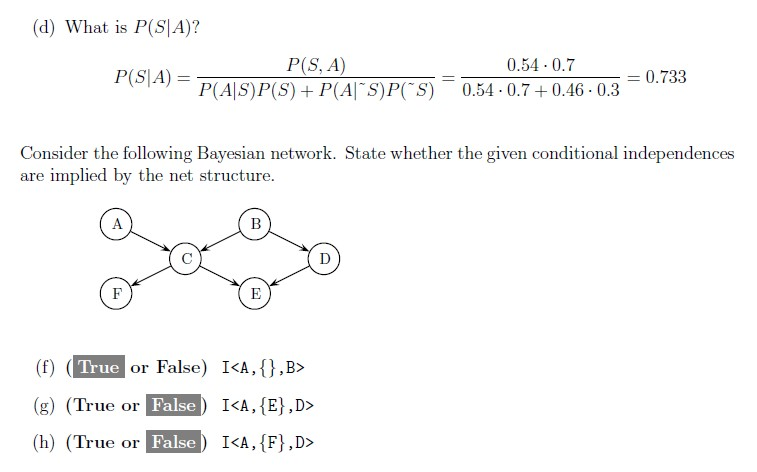 (d) What is P(S|A)?
P(S|A) = P(S, A) / P(A|S)P(S) + P(A|˜S)P(˜S) = 0.54 · 0.7 / 0.54 · 0.7 + 0.46 · 0.3 = 0.733
Consider the following Bayesian network. State whether the given conditional independences
are implied by the net structure.
A B
C D
F E
(f) ( True or False) I<A,{},B>
(g) (True or False ) I<A,{E},D>
(h) (True or False ) I<A,{F},D>